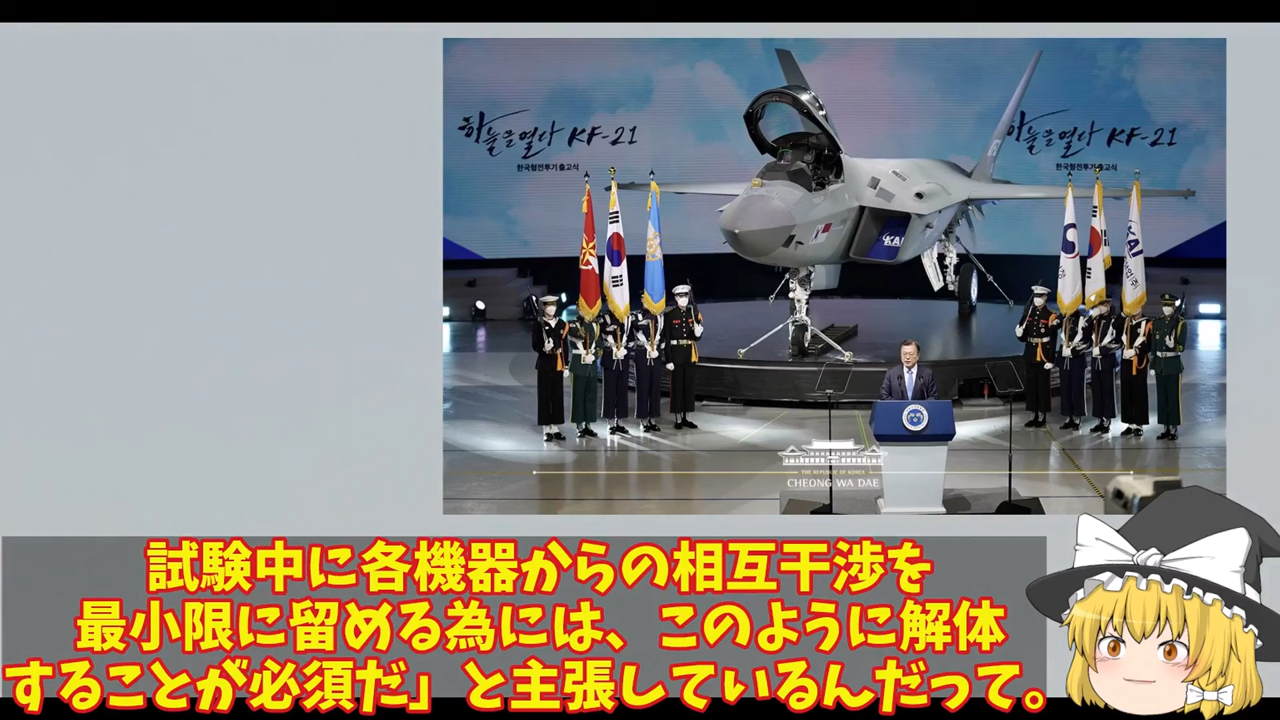 하늘을 열다 KF-21
한국형전투기 출고식
하늘을 열다 KF-21
한국형전투기 출고식
KAI
KAI
THE REPUBLIC OF KOREA
CHEONG WA DAE
試験中に各機器からの相互干渉を
最小限に留める為には、このように解体
することが必須だ」と主張しているんだって。